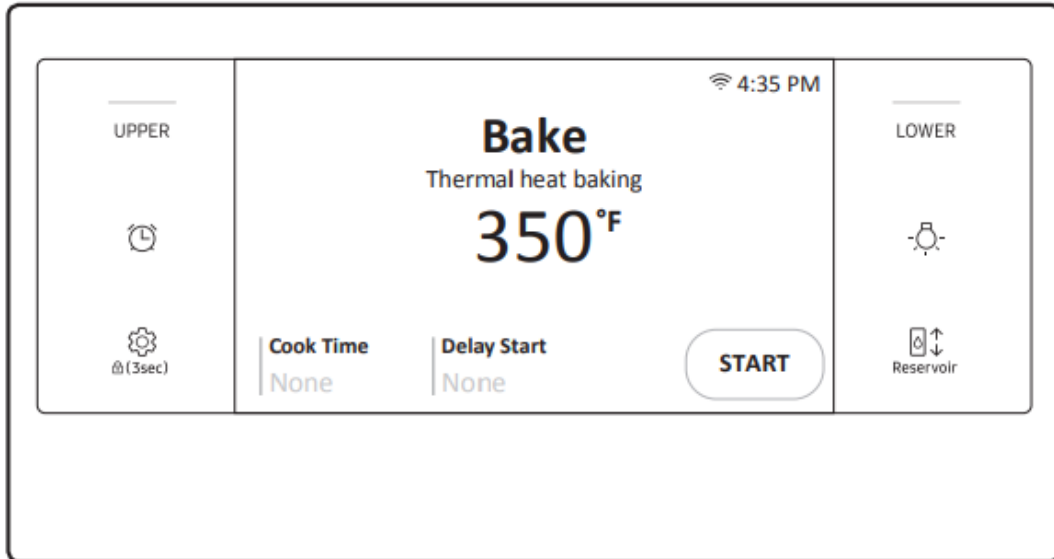 4:35 PM
UPPER
Bake
LOWER
Thermal heat baking
350°F
Cook Time
Delay Start
START
(3sec)
None
None
Reservoir